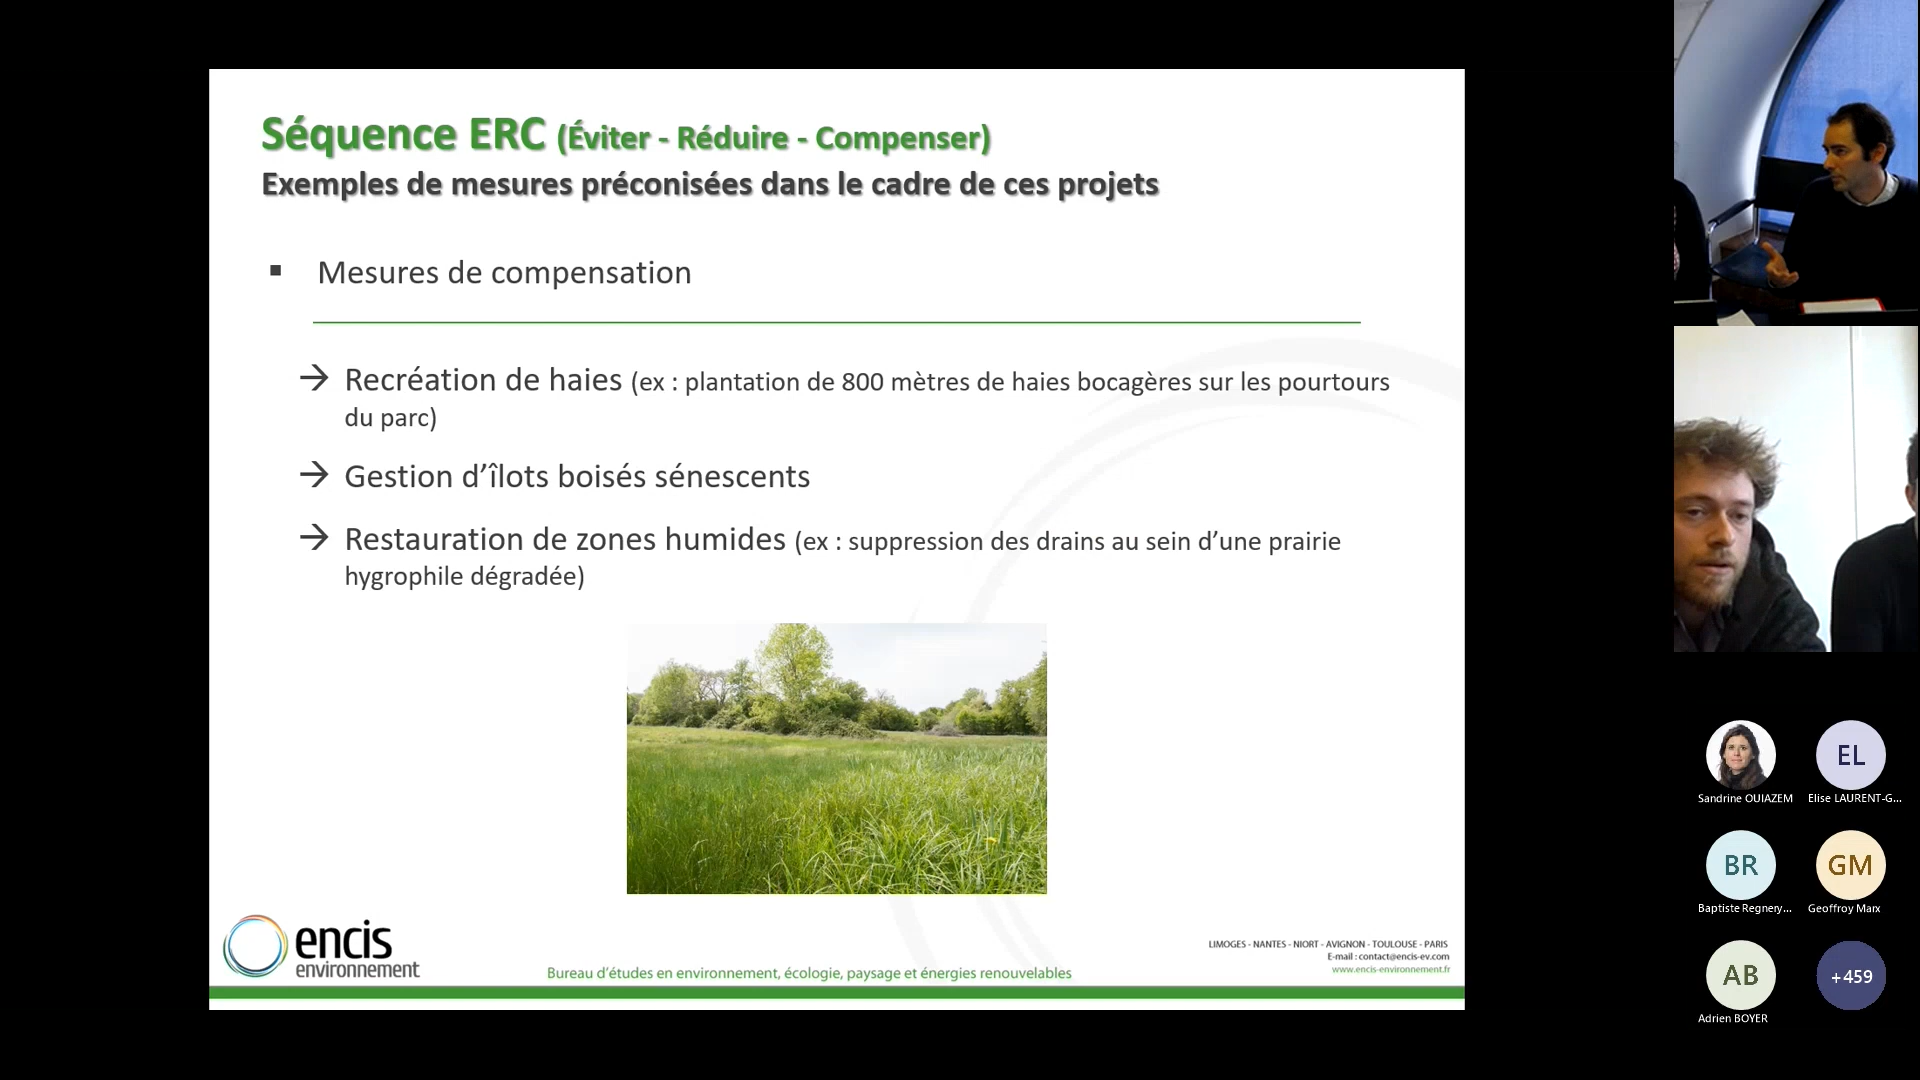 Séquence ERC (Éviter - Réduire - Compenser)
Exemples de mesures préconisées dans le cadre de ces projets
▪ Mesures de compensation
→ Recréation de haies (ex : plantation de 800 mètres de haies bocagères sur les pourtours
du parc)
→ Gestion d’îlots boisés sénescents
→ Restauration de zones humides (ex : suppression des drains au sein d’une prairie
hygrophile dégradée)
encis
environnement
Bureau d’études en environnement, écologie, paysage et énergies renouvelables
LIMOGES - NANTES - NIORT - AVIGNON - TOULOUSE - PARIS
E-mail : contact@encis-ev.com
www.encis-environnement.fr
Sandrine OUIAZEM
EL
Elise LAURENT-G...
BR
Baptiste Regnery...
GM
Geoffroy Marx
AB
Adrien BOYER
+459